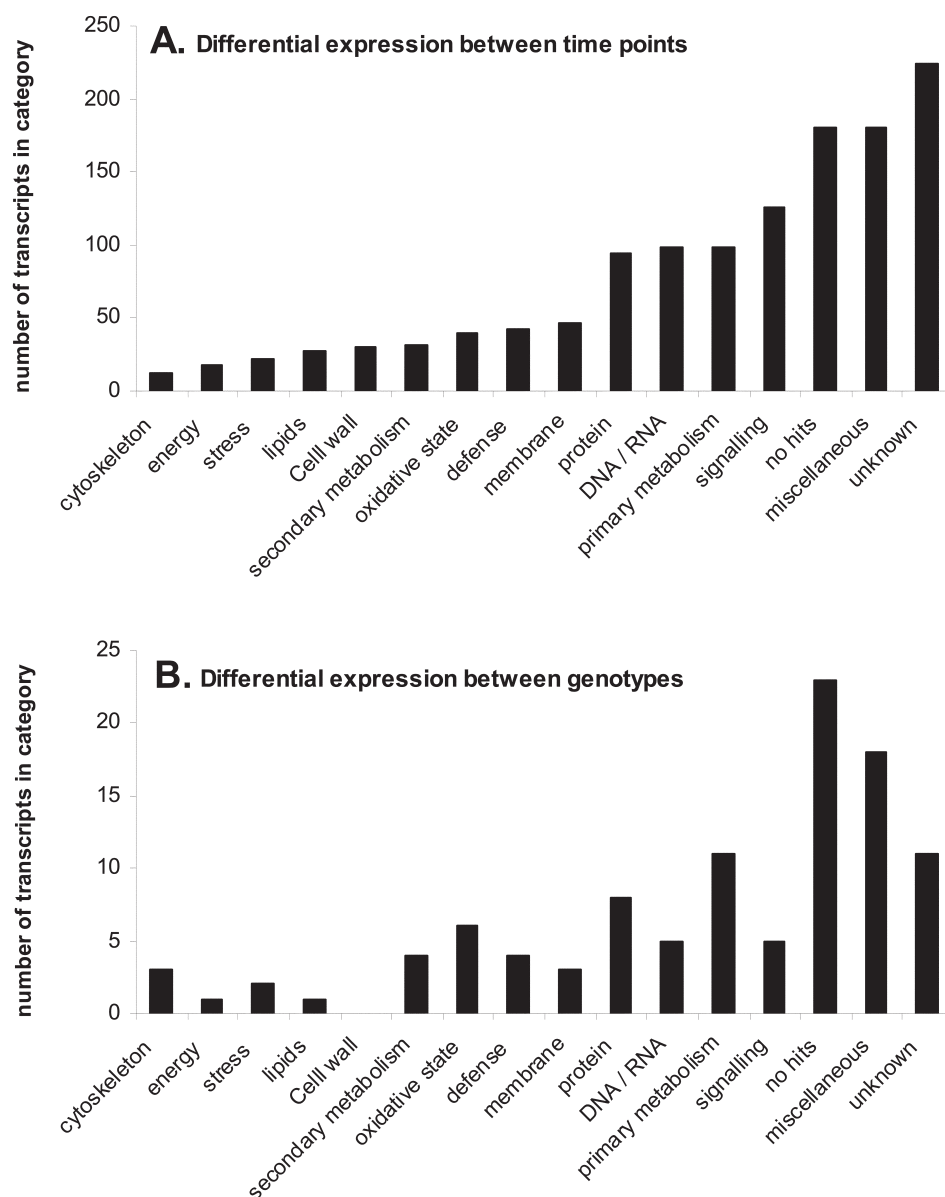 A. Differential expression between time points
number of transcripts in category
250
200
150
100
50
0
cytoskeleton
energy
stress
lipids
Celll wall
secondary metabolism
oxidative state
defense
membrane
protein
DNA / RNA
primary metabolism
signalling
no hits
miscellaneous
unknown
B. Differential expression between genotypes
number of transcripts in category
25
20
15
10
5
0
cytoskeleton
energy
stress
lipids
Celll wall
secondary metabolism
oxidative state
defense
membrane
protein
DNA / RNA
primary metabolism
signalling
no hits
miscellaneous
unknown